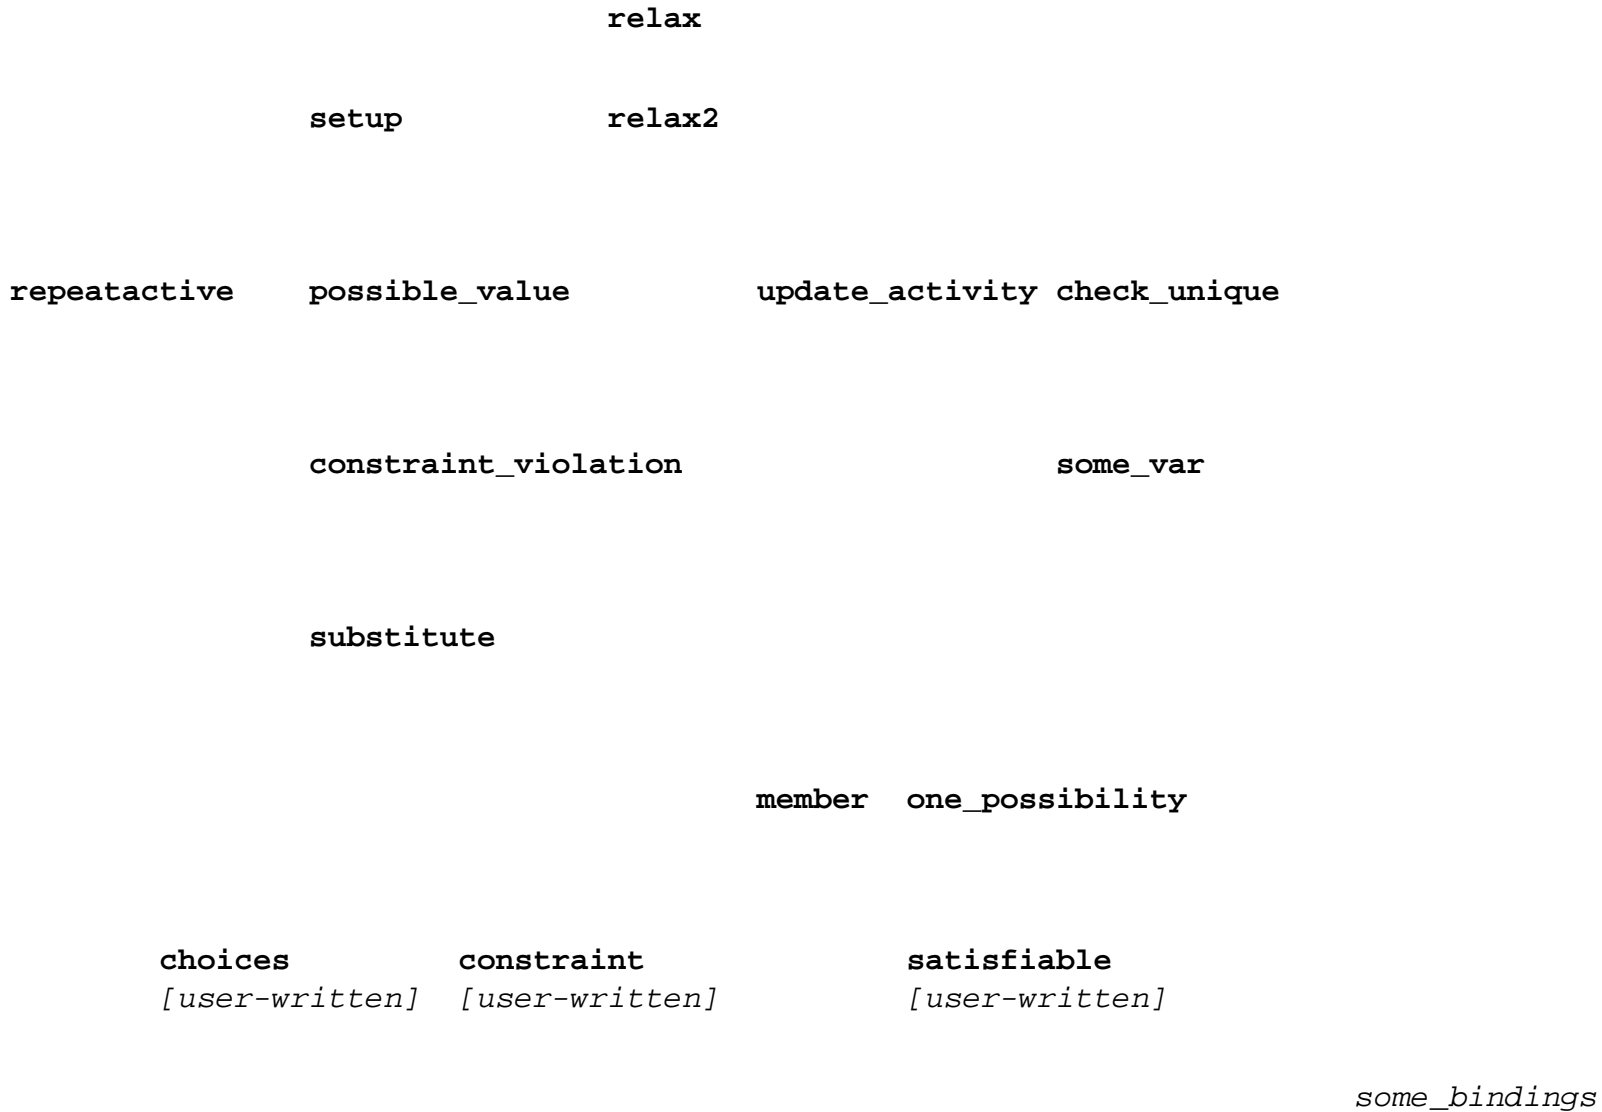 relax
setup relax2
repeatactive possible_value update_activity check_unique
constraint_violation some_var
substitute
member one_possibility
choices constraint satisfiable
[user-written] [user-written] [user-written]
some_bindings